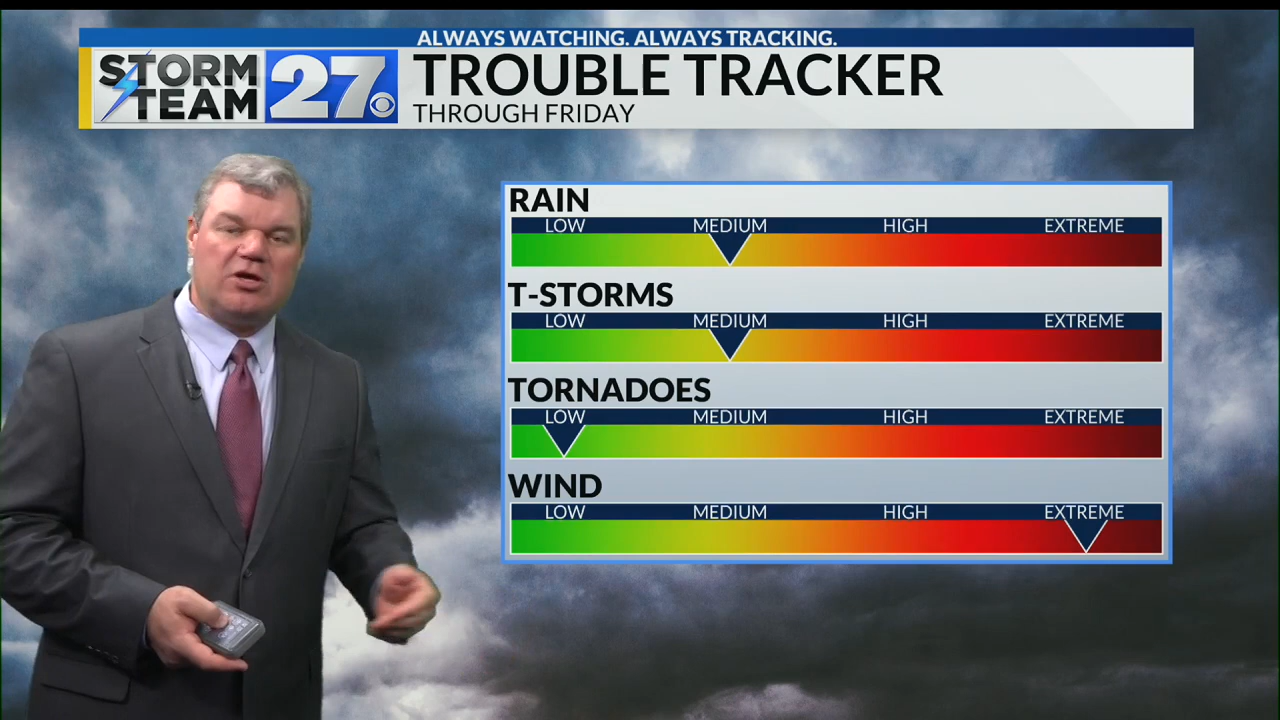 ALWAYS WATCHING. ALWAYS TRACKING.
STORM TEAM 27
TROUBLE TRACKER
THROUGH FRIDAY
RAIN
LOW MEDIUM HIGH EXTREME
T-STORMS
LOW MEDIUM HIGH EXTREME
TORNADOES
LOW MEDIUM HIGH EXTREME
WIND
LOW MEDIUM HIGH EXTREME